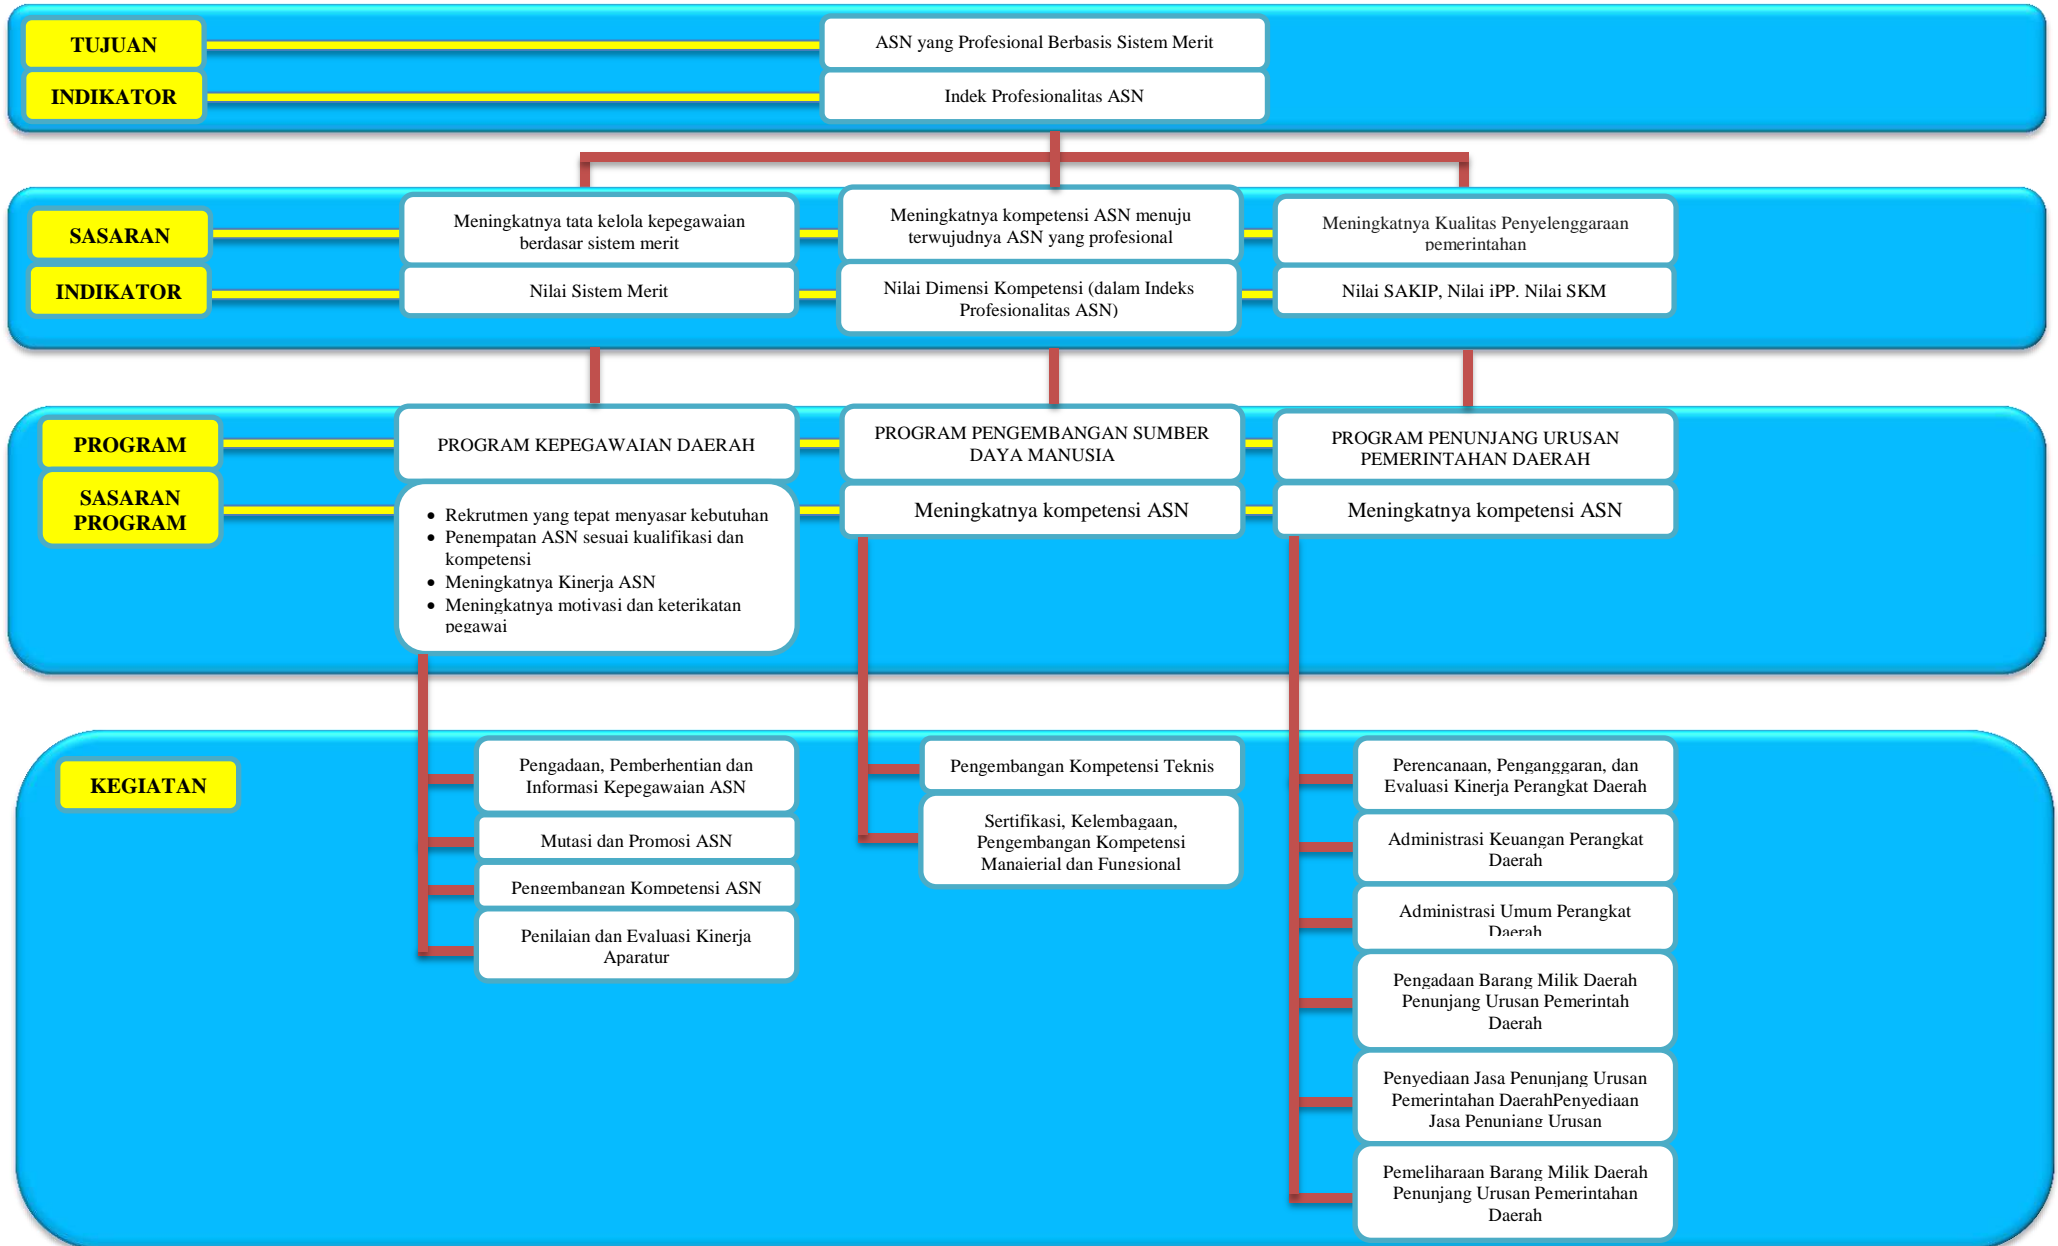 TUJUAN
ASN yang Profesional Berbasis Sistem Merit
INDIKATOR
Indek Profesionalitas ASN
SASARAN
Meningkatnya tata kelola kepegawaian
berdasar sistem merit
Meningkatnya kompetensi ASN menuju
terwujudnya ASN yang profesional
Meningkatnya Kualitas Penyelenggaraan
pemerintahan
INDIKATOR
Nilai Sistem Merit
Nilai Dimensi Kompetensi (dalam Indeks
Profesionalitas ASN)
Nilai SAKIP, Nilai iPP. Nilai SKM
PROGRAM
PROGRAM KEPEGAWAIAN DAERAH
PROGRAM PENGEMBANGAN SUMBER
DAYA MANUSIA
PROGRAM PENUNJANG URUSAN
PEMERINTAHAN DAERAH
SASARAN
PROGRAM
• Rekrutmen yang tepat menyasar kebutuhan
• Penempatan ASN sesuai kualifikasi dan
kompetensi
• Meningkatnya Kinerja ASN
• Meningkatnya motivasi dan keterikatan
pegawai
Meningkatnya kompetensi ASN
Meningkatnya kompetensi ASN
KEGIATAN
Pengadaan, Pemberhentian dan
Informasi Kepegawaian ASN
Mutasi dan Promosi ASN
Pengembangan Kompetensi ASN
Penilaian dan Evaluasi Kinerja
Aparatur
Pengembangan Kompetensi Teknis
Sertifikasi, Kelembagaan,
Pengembangan Kompetensi
Manajerial dan Fungsional
Perencanaan, Penganggaran, dan
Evaluasi Kinerja Perangkat Daerah
Administrasi Keuangan Perangkat
Daerah
Administrasi Umum Perangkat
Daerah
Pengadaan Barang Milik Daerah
Penunjang Urusan Pemerintah
Daerah
Penyediaan Jasa Penunjang Urusan
Pemerintahan DaerahPenyediaan
Jasa Penunjang Urusan
Pemeliharaan Barang Milik Daerah
Penunjang Urusan Pemerintahan
Daerah